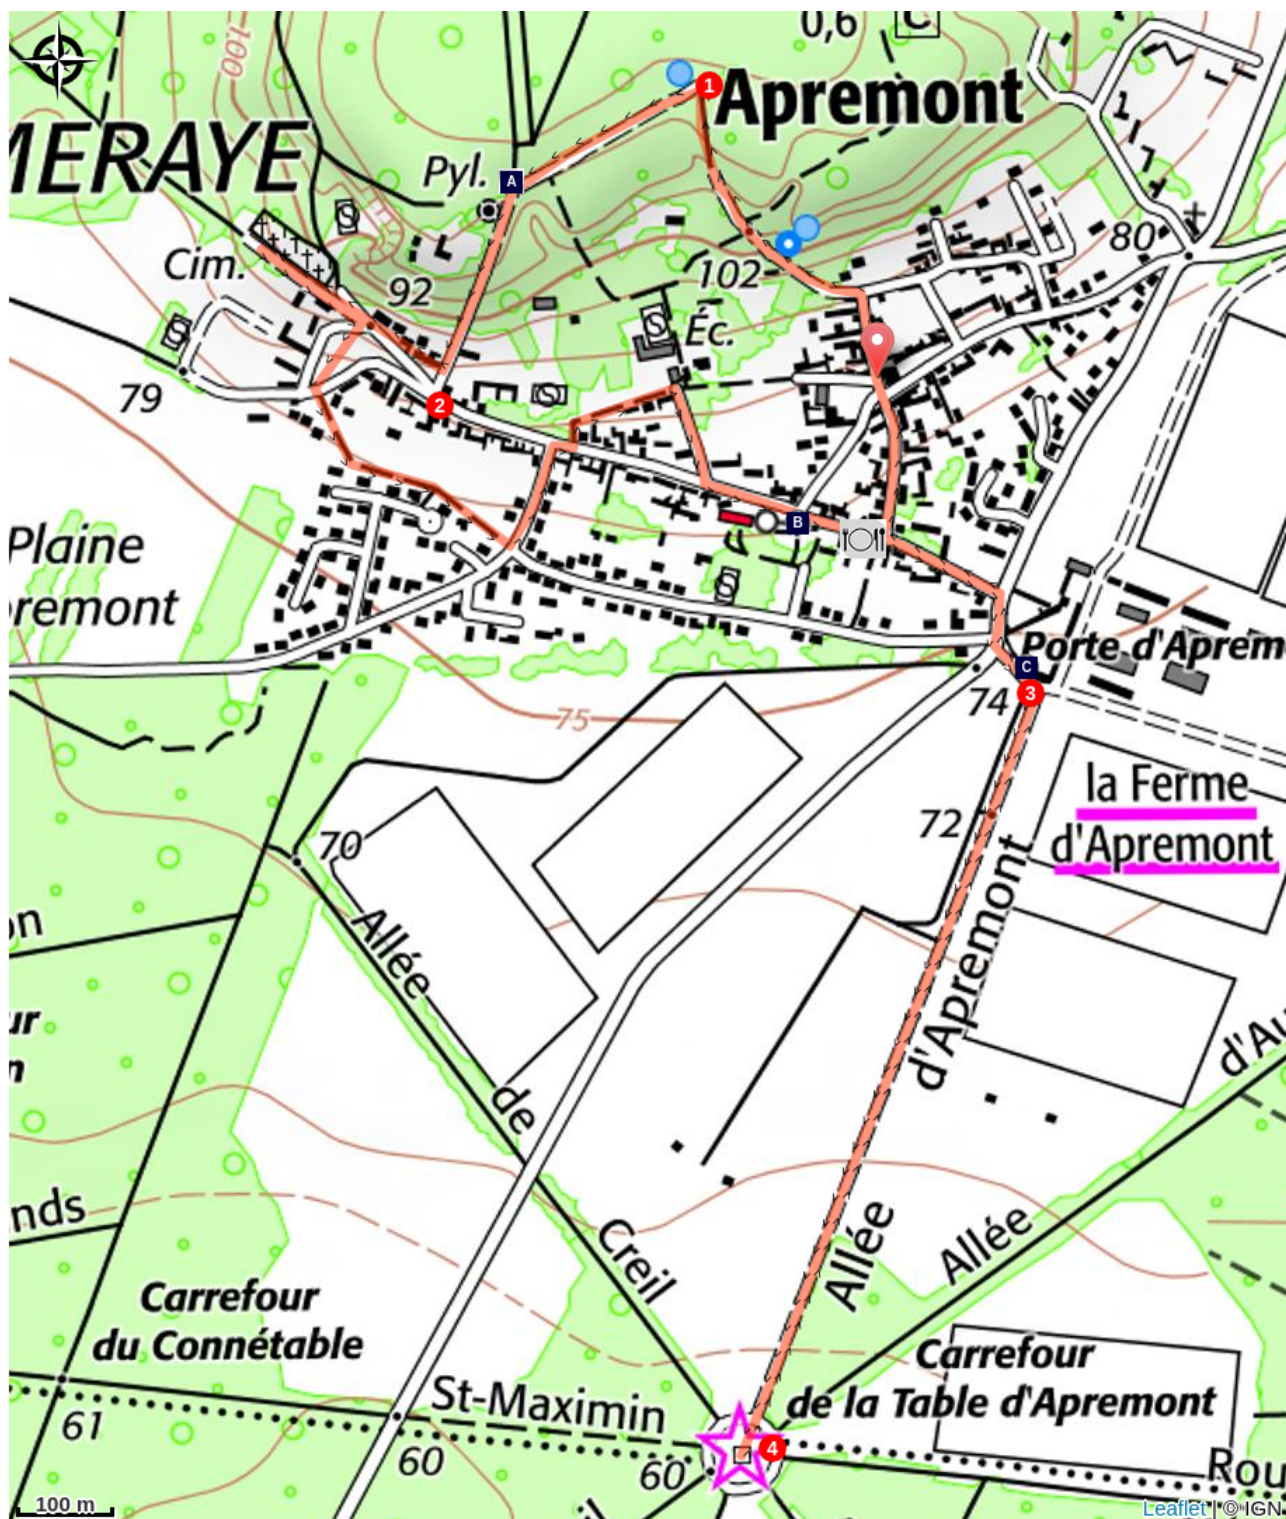 0,6
C
100
1
Apremont
MERAYE
Pyl.
A
Cim.
92
102
80
Éc.
79
2
B
Plaine
premont
Porte d'Aprem
C
74
3
75
la Ferme
72
d'Apremont
70
Allée
d'Apremont
on
ur
n
de
d'Au
nds
Creil
Allée
Allée
Carrefour
du Connétable
Carrefour
de la Table d'Apremont
St-Maximin
61
60
60
4
Rou
100 m
Leaflet | © IGN